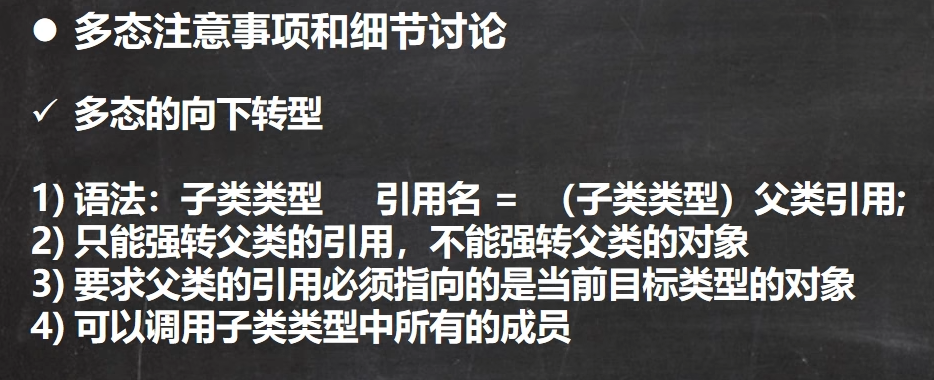 ● 多态注意事项和细节讨论
✓ 多态的向下转型
1) 语法：子类类型 引用名 = （子类类型）父类引用;
2) 只能强转父类的引用，不能强转父类的对象
3) 要求父类的引用必须指向的是当前目标类型的对象
4) 可以调用子类类型中所有的成员